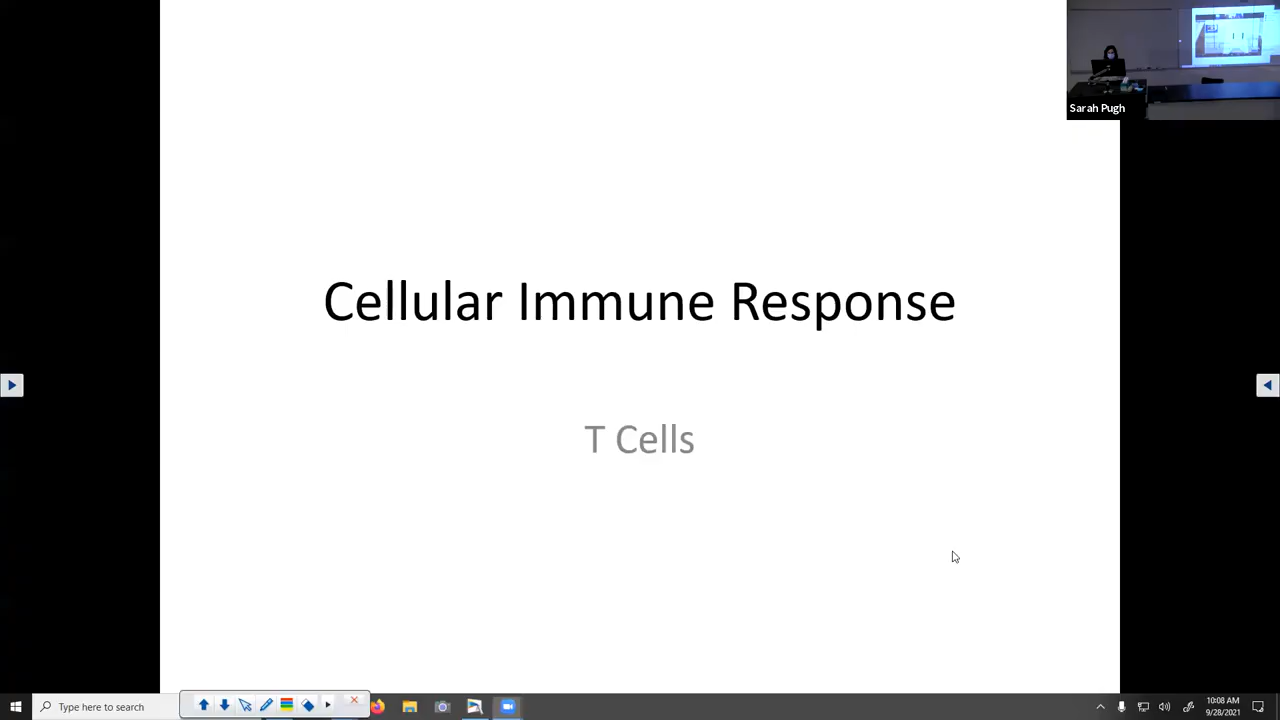 Sarah Pugh
Cellular Immune Response
T Cells
Type here to search
10:08 AM
9/28/2021